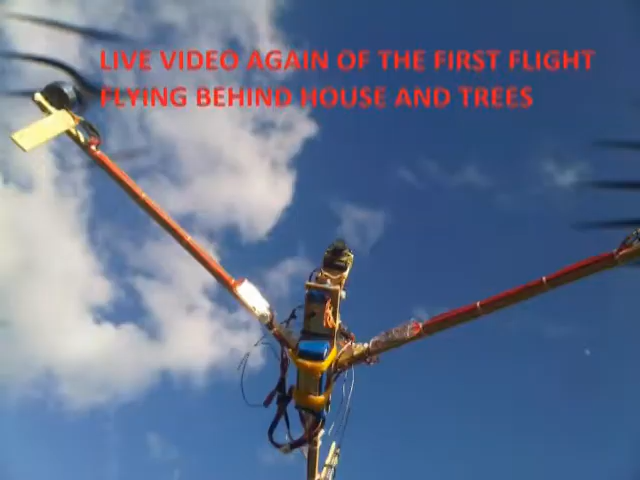 LIVE VIDEO AGAIN OF THE FIRST FLIGHT
FLYING BEHIND HOUSE AND TREES